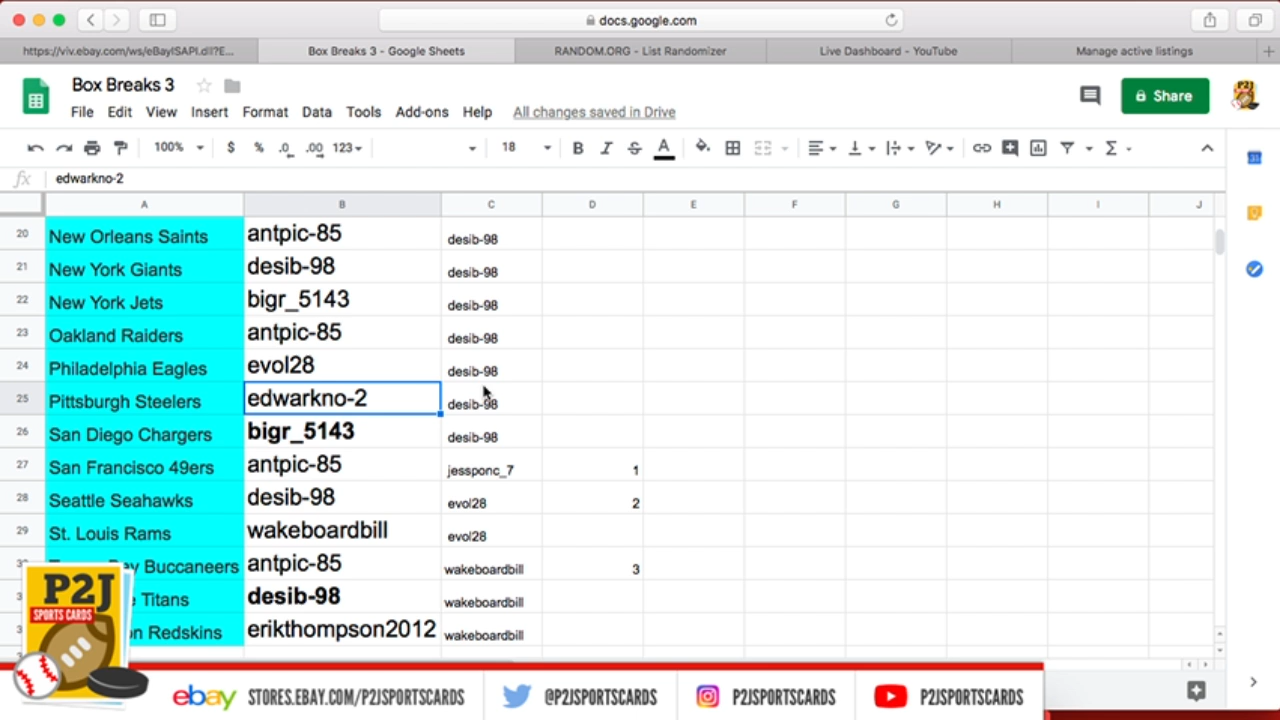 docs.google.com
https://viv.ebay.com/ws/eBayISAPI.dll?E... Box Breaks 3 - Google Sheets RANDOM.ORG - List Randomizer Live Dashboard - YouTube Manage active listings
Box Breaks 3
Share
File Edit View Insert Format Data Tools Add-ons Help All changes saved in Drive
100% $ % .0 .00 123 18 B I S A Σ
fx edwarkno-2
A B C D E F G H I J
20 New Orleans Saints antpic-85 desib-98
21 New York Giants desib-98 desib-98
22 New York Jets bigr_5143 desib-98
23 Oakland Raiders antpic-85 desib-98
24 Philadelphia Eagles evol28 desib-98
25 Pittsburgh Steelers edwarkno-2 desib-98
26 San Diego Chargers bigr_5143 desib-98
27 San Francisco 49ers antpic-85 jessponc_7 1
28 Seattle Seahawks desib-98 evol28 2
29 St. Louis Rams wakeboardbill evol28
Buccaneers antpic-85 wakeboardbill 3
Titans desib-98 wakeboardbill
Redskins erikthompson2012 wakeboardbill
P2J
SPORTS CARDS
ebay STORES.EBAY.COM/P2JSPORTSCARDS @P2JSPORTSCARDS P2JSPORTSCARDS P2JSPORTSCARDS